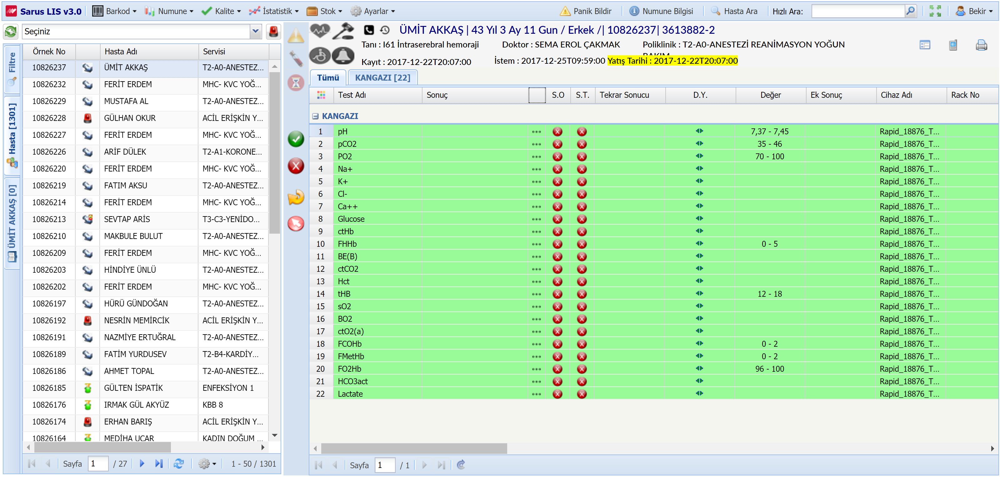 Sarus LIS v3.0 Barkod Numune Kalite İstatistik Stok Ayarlar Panik Bildir Numune Bilgisi Hasta Ara Hızlı Ara: Bekir
Seçiniz
ÜMİT AKKAŞ | 43 Yıl 3 Ay 11 Gun / Erkek /| 10826237| 3613882-2
Tanı : I61 İntraserebral hemoraji Doktor : SEMA EROL ÇAKMAK Poliklinik : T2-A0-ANESTEZİ REANİMASYON YOĞUN
BAKIM
Kayıt : 2017-12-22T20:07:00 İstem : 2017-12-25T09:59:00 Yatış Tarihi : 2017-12-22T20:07:00
Filtre
Hasta [1301]
ÜMİT AKKAŞ [0]
Örnek No Hasta Adı Servisi
10826237 ÜMİT AKKAŞ T2-A0-ANESTEZ...
10826232 FERİT ERDEM MHC- KVC YOĞ...
10826229 MUSTAFA AL T2-A0-ANESTEZ...
10826228 GÜLHAN OKUR ACİL ERİŞKİN Y...
10826227 FERİT ERDEM MHC- KVC YOĞ...
10826226 ARİF DÜLEK T2-A1-KORONE...
10826220 FERİT ERDEM MHC- KVC YOĞ...
10826219 FATIM AKSU T2-A0-ANESTEZ...
10826214 FERİT ERDEM MHC- KVC YOĞ...
10826213 SEVTAP ARİS T3-C3-YENİDO...
10826210 MAKBULE BULUT T2-A0-ANESTEZ...
10826209 FERİT ERDEM MHC- KVC YOĞ...
10826203 HİNDİYE ÜNLÜ T2-A0-ANESTEZ...
10826202 FERİT ERDEM MHC- KVC YOĞ...
10826197 HÜRÜ GÜNDOĞAN T2-A0-ANESTEZ...
10826192 NESRİN MEMİRCİK ACİL ERİŞKİN Y...
10826191 NAZMİYE ERTUĞRAL T2-A0-ANESTEZ...
10826189 FATİM YURDUSEV T2-B4-KARDİY...
10826186 AHMET TOPAL T2-A0-ANESTEZ...
10826185 GÜLTEN İSPATİK ENFEKSİYON 1
10826176 IRMAK GÜL AKYÜZ KBB 8
10826174 ERHAN BARIŞ ACİL ERİŞKİN Y...
10826164 MEDİHA UÇAR KADIN DOĞUM ...
Sayfa 1 / 27 1 - 50 / 1301
Tümü KANGAZI [22]
Test Adı Sonuç S.O S.T. Tekrar Sonucu D.Y. Değer Ek Sonuç Cihaz Adı Rack No
KANGAZI
1 pH 7,37 - 7,45 Rapid_18876_T...
2 pCO2 35 - 46 Rapid_18876_T...
3 PO2 70 - 100 Rapid_18876_T...
4 Na+ Rapid_18876_T...
5 K+ Rapid_18876_T...
6 Cl- Rapid_18876_T...
7 Ca++ Rapid_18876_T...
8 Glucose Rapid_18876_T...
9 ctHb Rapid_18876_T...
10 FHHb 0 - 5 Rapid_18876_T...
11 BE(B) Rapid_18876_T...
12 ctCO2 Rapid_18876_T...
13 Hct Rapid_18876_T...
14 tHB 12 - 18 Rapid_18876_T...
15 sO2 Rapid_18876_T...
16 BO2 Rapid_18876_T...
17 ctO2(a) Rapid_18876_T...
18 FCOHb 0 - 2 Rapid_18876_T...
19 FMetHb 0 - 2 Rapid_18876_T...
20 FO2Hb 96 - 100 Rapid_18876_T...
21 HCO3act Rapid_18876_T...
22 Lactate Rapid_18876_T...
Sayfa 1 / 1